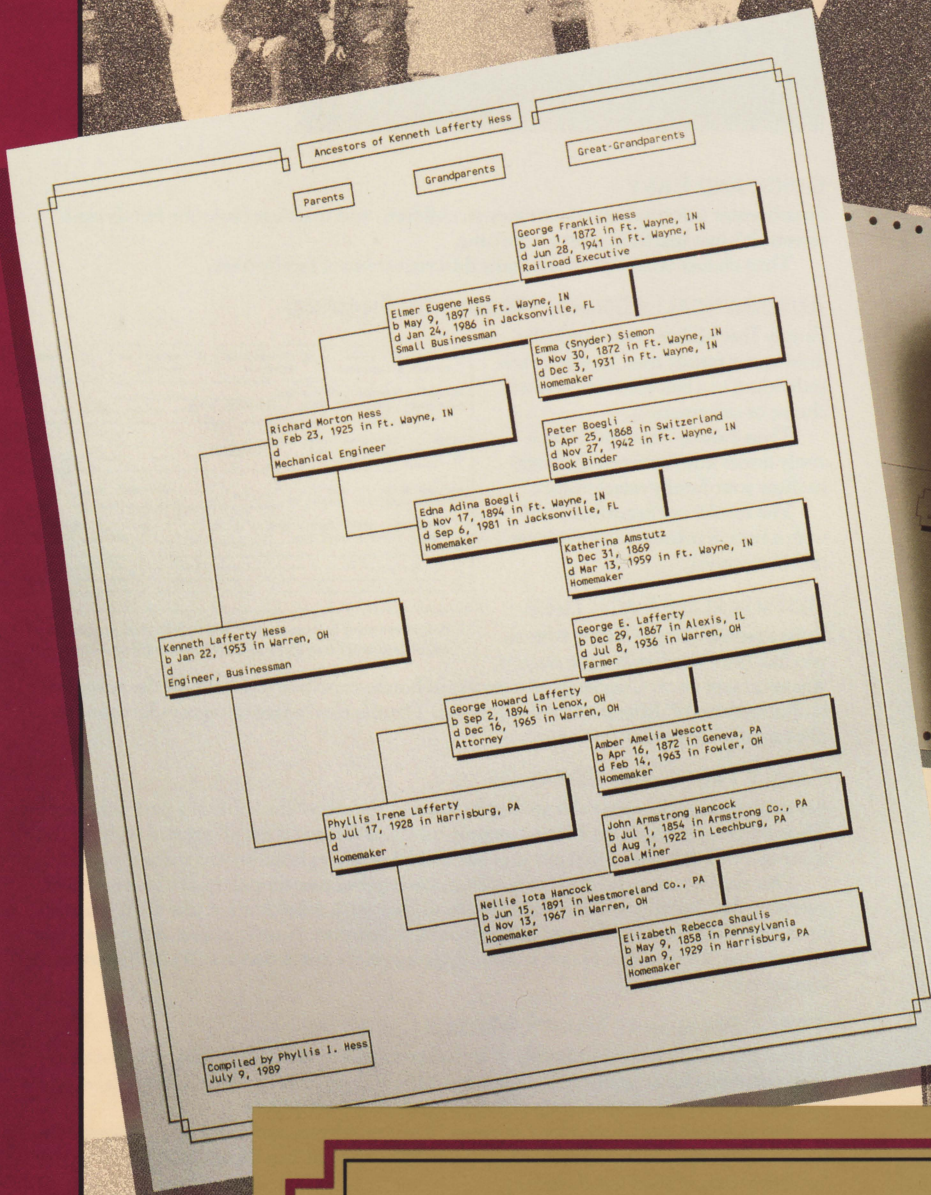 Ancestors of Kenneth Lafferty Hess
Parents
Grandparents
Great-Grandparents
George Franklin Hess
b Jan 1, 1872 in Ft. Wayne, IN
d Jun 28, 1941 in Ft. Wayne, IN
Railroad Executive
Elmer Eugene Hess
b May 9, 1897 in Ft. Wayne, IN
d Jan 24, 1986 in Jacksonville, FL
Small Businessman
Emma (Snyder) Siemon
b Nov 30, 1872 in Ft. Wayne, IN
d Dec 3, 1931 in Ft. Wayne, IN
Homemaker
Richard Morton Hess
b Feb 23, 1925 in Ft. Wayne, IN
d
Mechanical Engineer
Peter Boegli
b Apr 25, 1868 in Switzerland
d Nov 27, 1942 in Ft. Wayne, IN
Book Binder
Edna Adina Boegli
b Nov 17, 1894 in Ft. Wayne, IN
d Sep 6, 1981 in Jacksonville, FL
Homemaker
Katherina Amstutz
b Dec 31, 1869
d Mar 13, 1959 in Ft. Wayne, IN
Homemaker
Kenneth Lafferty Hess
b Jan 22, 1953 in Warren, OH
d
Engineer, Businessman
George E. Lafferty
b Dec 29, 1867 in Alexis, IL
d Jul 8, 1936 in Warren, OH
Farmer
George Howard Lafferty
b Sep 2, 1894 in Lenox, OH
d Dec 16, 1965 in Warren, OH
Attorney
Amber Amelia Wescott
b Apr 16, 1872 in Geneva, PA
d Feb 14, 1963 in Fowler, OH
Homemaker
Phyllis Irene Lafferty
b Jul 17, 1928 in Harrisburg, PA
d
Homemaker
John Armstrong Hancock
b Jul 1, 1854 in Armstrong Co., PA
d Aug 1, 1922 in Leechburg, PA
Coal Miner
Nellie Iota Hancock
b Jun 15, 1891 in Westmoreland Co., PA
d Nov 13, 1967 in Warren, OH
Homemaker
Elizabeth Rebecca Shaulis
b May 9, 1858 in Pennsylvania
d Jan 9, 1929 in Harrisburg, PA
Homemaker
Compiled by Phyllis I. Hess
July 9, 1989